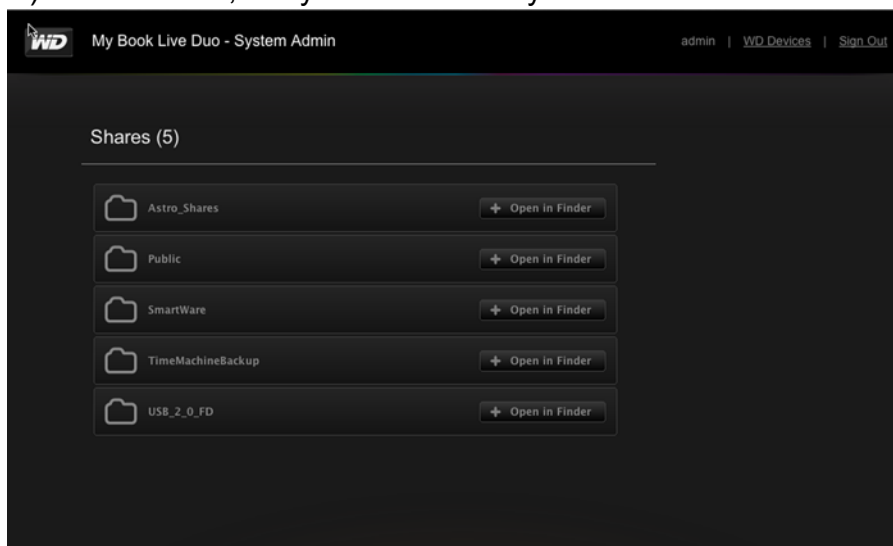 WD My Book Live Duo - System Admin admin | WD Devices | Sign Out
Shares (5)
Astro_Shares + Open in Finder
Public + Open in Finder
SmartWare + Open in Finder
TimeMachineBackup + Open in Finder
USB_2_0_FD + Open in Finder